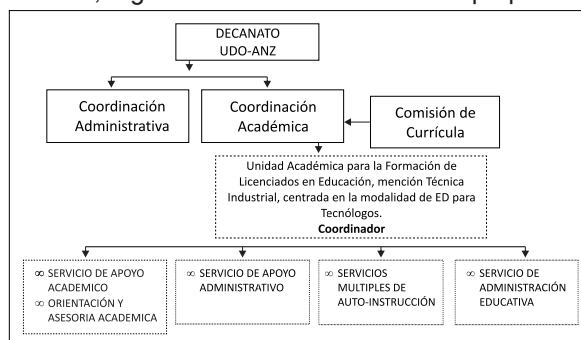 DECANATO
UDO-ANZ
Coordinación
Administrativa
Coordinación
Académica
Comisión de
Currícula
Unidad Académica para la Formación de
Licenciados en Educación, mención Técnica
Industrial, centrada en la modalidad de ED para
Tecnólogos.
Coordinador
∞ SERVICIO DE APOYO
ACADEMICO
∞ ORIENTACIÓN Y
ASESORIA ACADEMICA
∞ SERVICIO DE APOYO
ADMINISTRATIVO
∞ SERVICIOS
MULTIPLES DE
AUTO-INSTRUCCIÓN
∞ SERVICIO DE
ADMINISTRACIÓN
EDUCATIVA